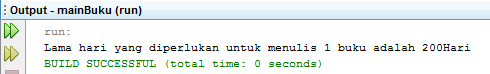 Output - mainBuku (run)
run:
Lama hari yang diperlukan untuk menulis 1 buku adalah 200Hari
BUILD SUCCESSFUL (total time: 0 seconds)